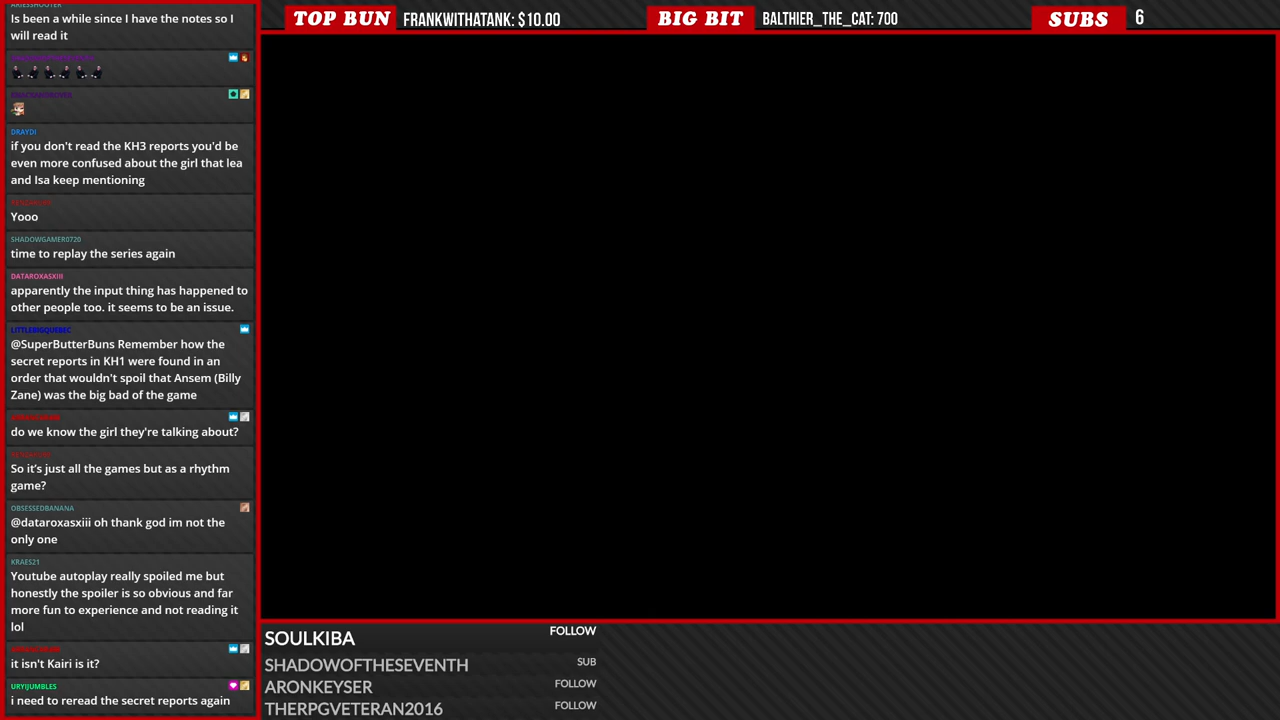 TOP BUN FRANKWITHATANK: $10.00 BIG BIT BALTHIER_THE_CAT: 700 SUBS 6
ARIESSHOOTER
Is been a while since I have the notes so I
will read it
DRAYDI
if you don't read the KH3 reports you'd be
even more confused about the girl that lea
and Isa keep mentioning
Yooo
SHADOWGAMER0720
time to replay the series again
DATAROXASXIII
apparently the input thing has happened to
other people too. it seems to be an issue.
LITTLEBIGQUEBEC
@SuperButterBuns Remember how the
secret reports in KH1 were found in an
order that wouldn't spoil that Ansem (Billy
Zane) was the big bad of the game
do we know the girl they're talking about?
So it's just all the games but as a rhythm
game?
OBSESSEDBANANA
@dataroxasxiii oh thank god im not the
only one
KRAES21
Youtube autoplay really spoiled me but
honestly the spoiler is so obvious and far
more fun to experience and not reading it
lol
it isn't Kairi is it?
URYIJUMBLES
i need to reread the secret reports again
SOULKIBA FOLLOW
SHADOWOFTHESEVENTH SUB
ARONKEYSER FOLLOW
THERPGVETERAN2016 FOLLOW